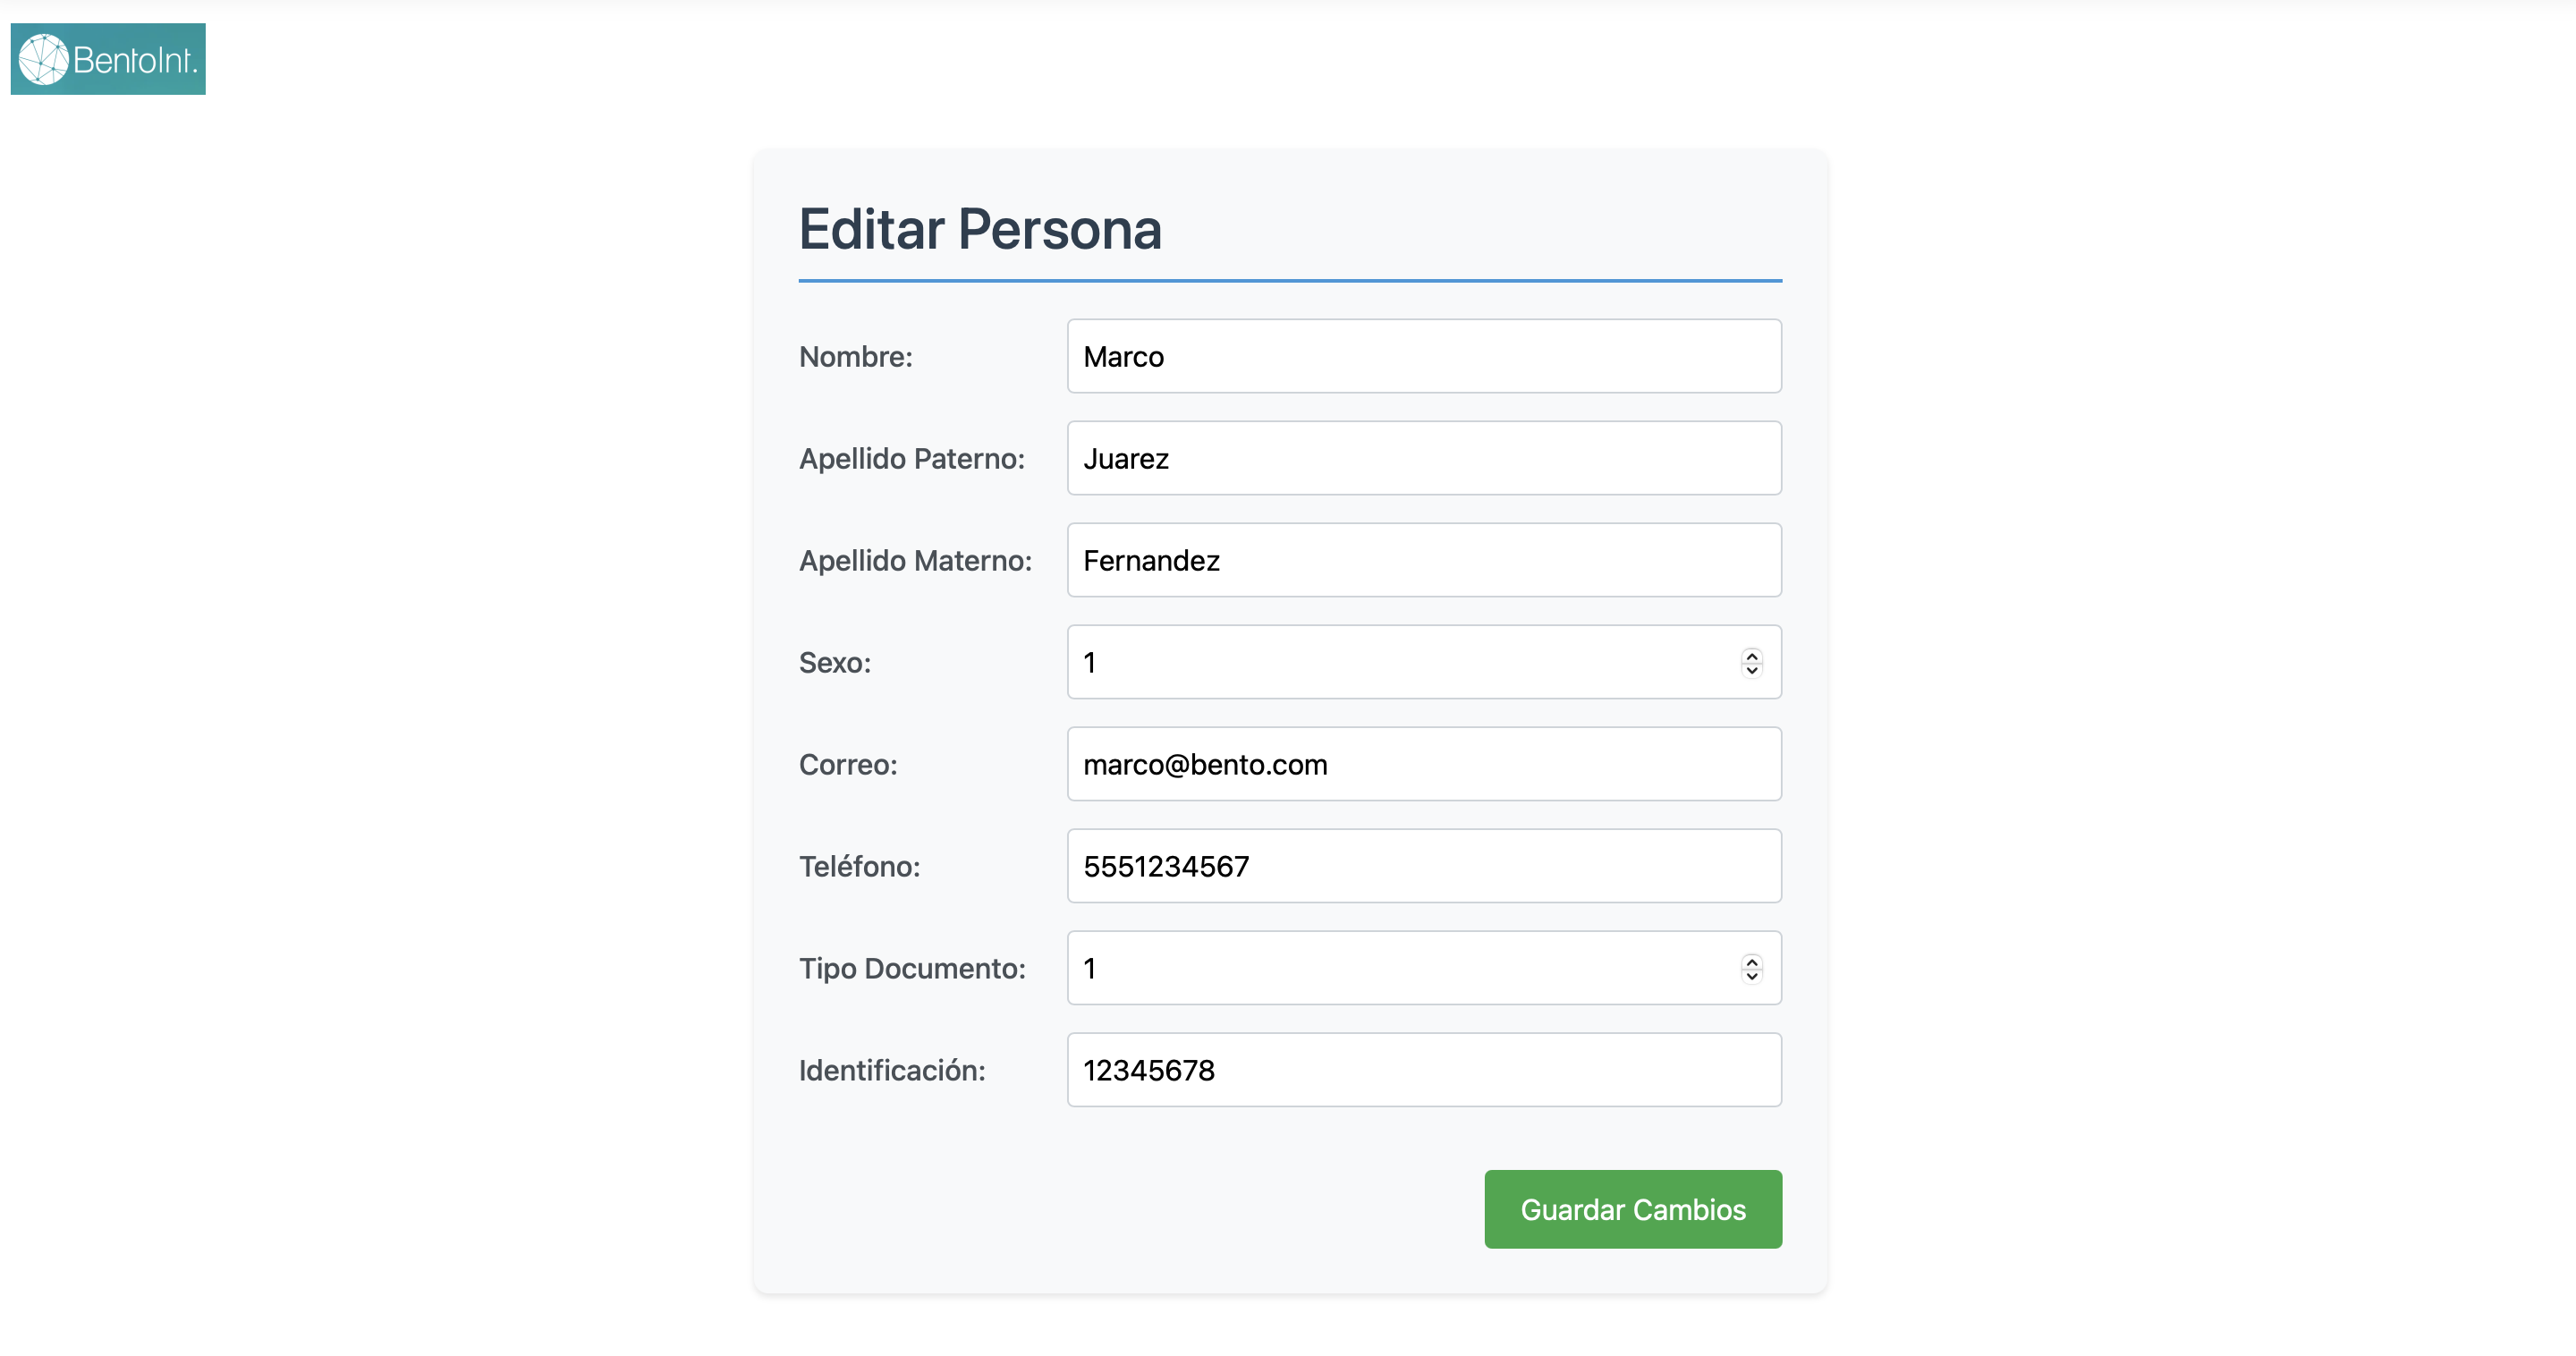 BentoInt.
Editar Persona
Nombre: Marco
Apellido Paterno: Juarez
Apellido Materno: Fernandez
Sexo: 1
Correo: marco@bento.com
Teléfono: 5551234567
Tipo Documento: 1
Identificación: 12345678
Guardar Cambios